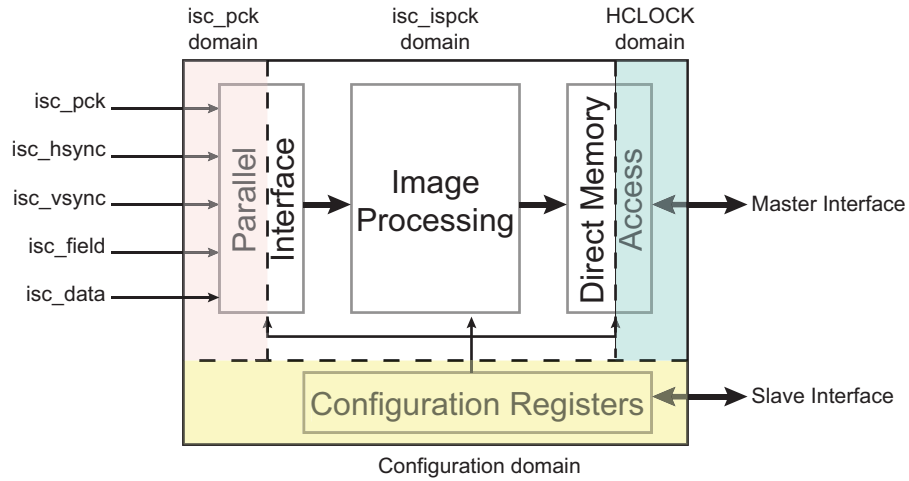 isc_pck
domain
isc_ispck
domain
HCLOCK
domain
isc_pck
isc_hsync
isc_vsync
isc_field
isc_data
Parallel
Interface
Image
Processing
Direct Memory
Access
Master Interface
Configuration Registers
Slave Interface
Configuration domain